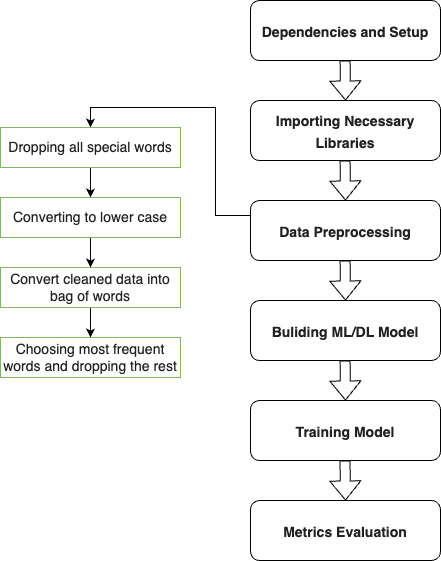 Dependencies and Setup
Importing Necessary
Libraries
Dropping all special words
Converting to lower case
Data Preprocessing
Convert cleaned data into
bag of words
Choosing most frequent
words and dropping the rest
Buliding ML/DL Model
Training Model
Metrics Evaluation